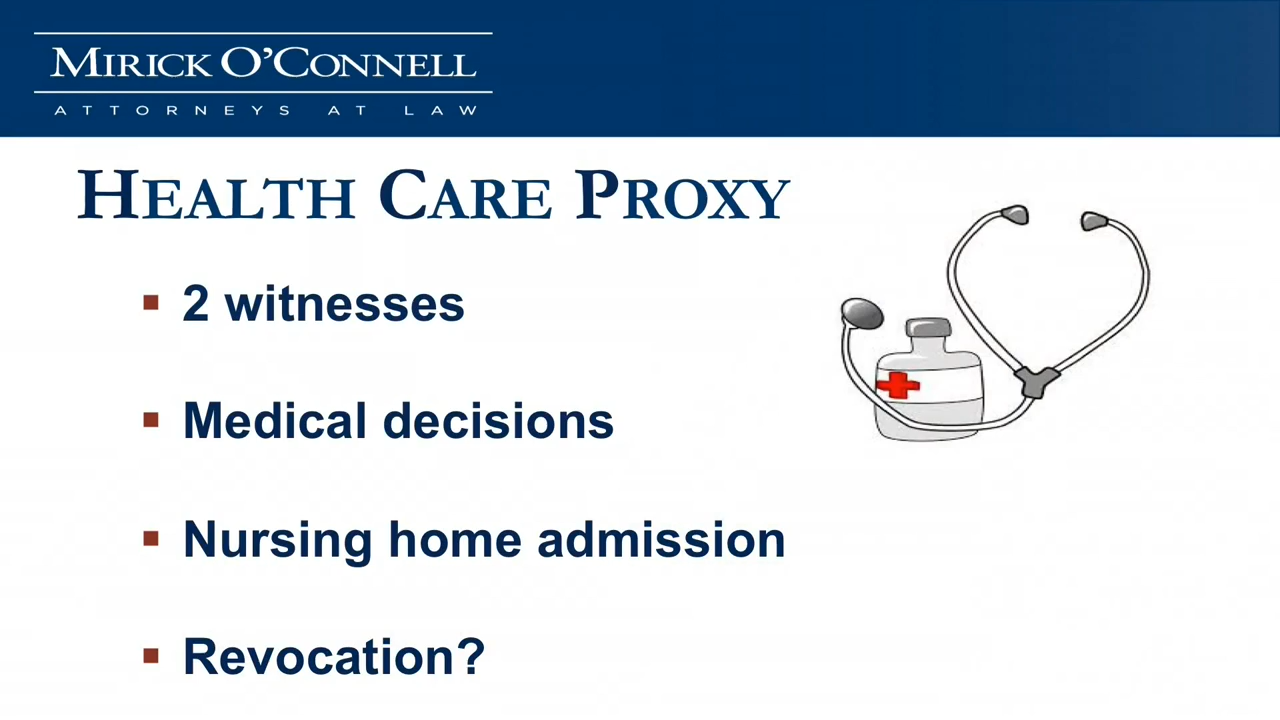 MIRICK O'CONNELL
ATTORNEYS AT LAW
HEALTH CARE PROXY
2 witnesses
Medical decisions
Nursing home admission
Revocation?